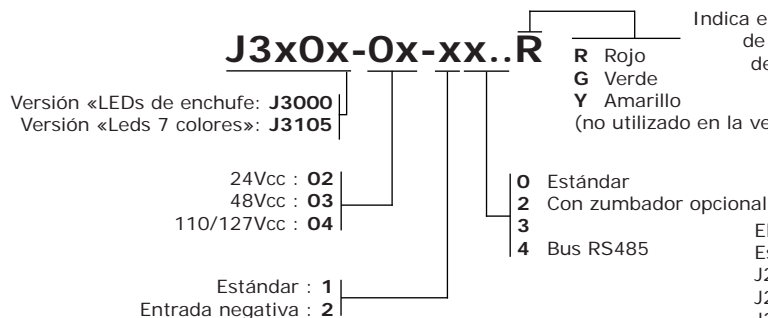 J3x0x-0x-xx..R
Indica e
de
de
R Rojo
G Verde
Y Amarillo
(no utilizado en la ve
Versión «LEDs de enchufe: J3000
Versión «Leds 7 colores»: J3105
24Vcc : 02
48Vcc : 03
110/127Vcc : 04
0 Estándar
2 Con zumbador opcional
3
4 Bus RS485
Estándar : 1
Entrada negativa : 2
El
Es
J2
J2